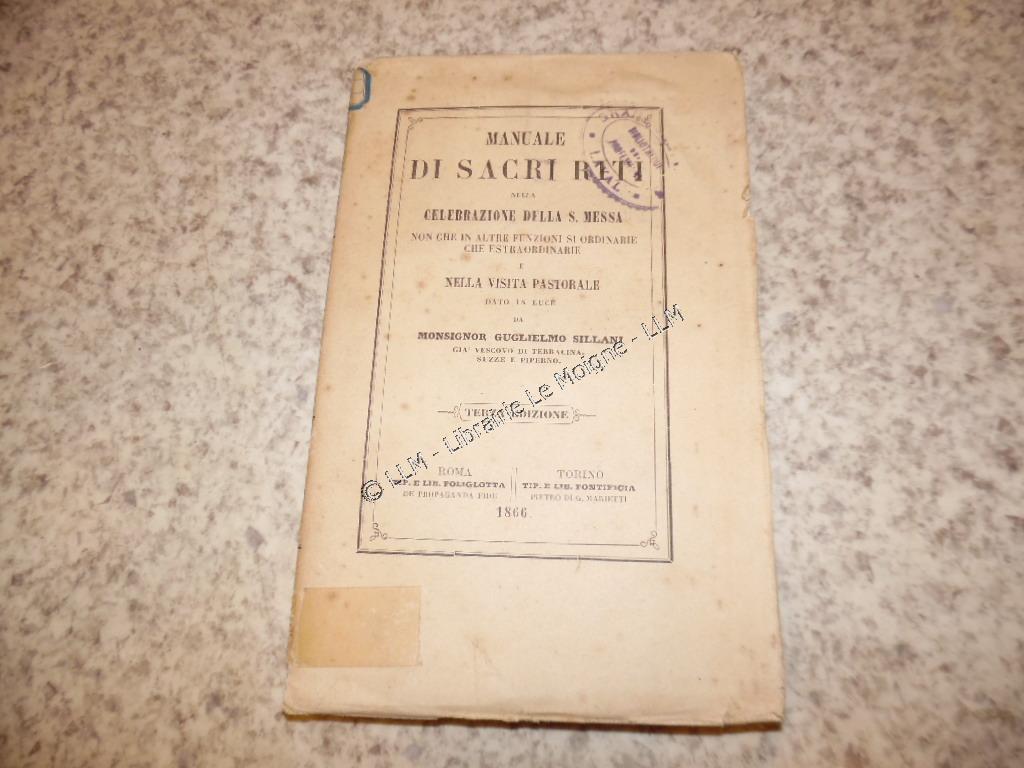 MANUALE
DI SACRI RITI
NELLA
CELEBRAZIONE DELLA S. MESSA
NON CHE IN ALTRE FUNZIONI SI ORDINARIE
CHE ESTRAORDINARIE
E
NELLA VISITA PASTORALE
DATO IN LUCE
DA
MONSIGNOR GUGLIELMO SILLANI
GIA' VESCOVO DI TERRACINA,
SEZZE E PIPERNO.
TERZA EDIZIONE
ROMA
TIP. E LIB. POLIGLOTTA
DE PROPAGANDA FIDE
TORINO
TIP. E LIB. PONTIFICIA
PIETRO DI G. MARIETTI
1866
LAVAL
© LLM - Librairie Le Moigne - LLM